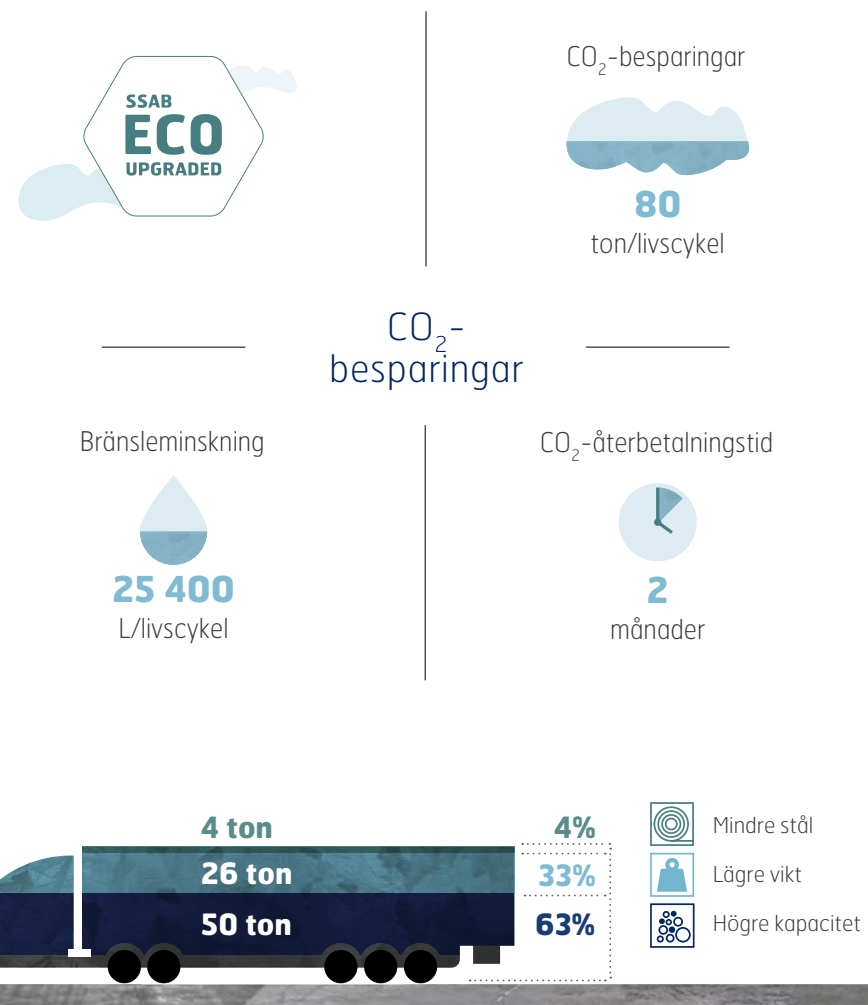 SSAB
ECO
UPGRADED
CO₂-besparingar
80
ton/livscykel
CO₂-
besparingar
Bränsleminskning
25 400
L/livscykel
CO₂-återbetalningstid
2
månader
4 ton
4%
Mindre stål
26 ton
33%
Lägre vikt
50 ton
63%
Högre kapacitet